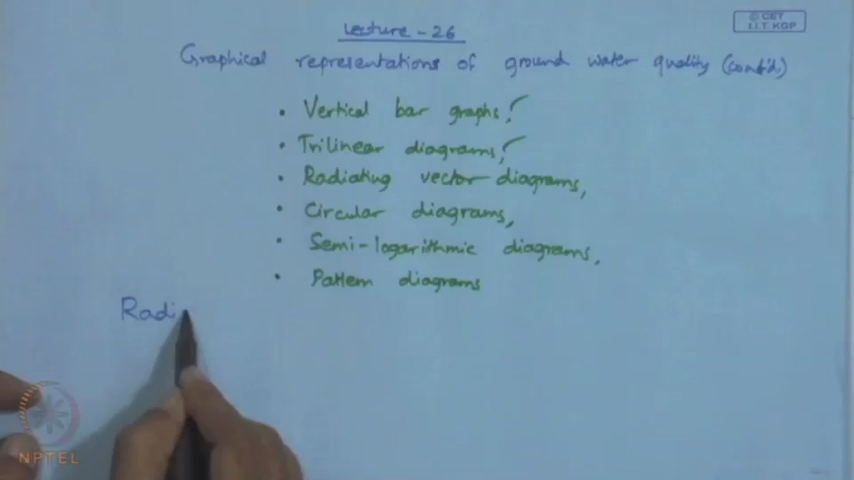 Lecture - 26
© CET
I.I.T. KGP
Graphical representations of ground water quality (contd.)
• Vertical bar graphs,
• Trilinear diagrams,
• Radiating vector diagrams,
• Circular diagrams,
• Semi-logarithmic diagrams,
• Pattern diagrams
Radi
NPTEL